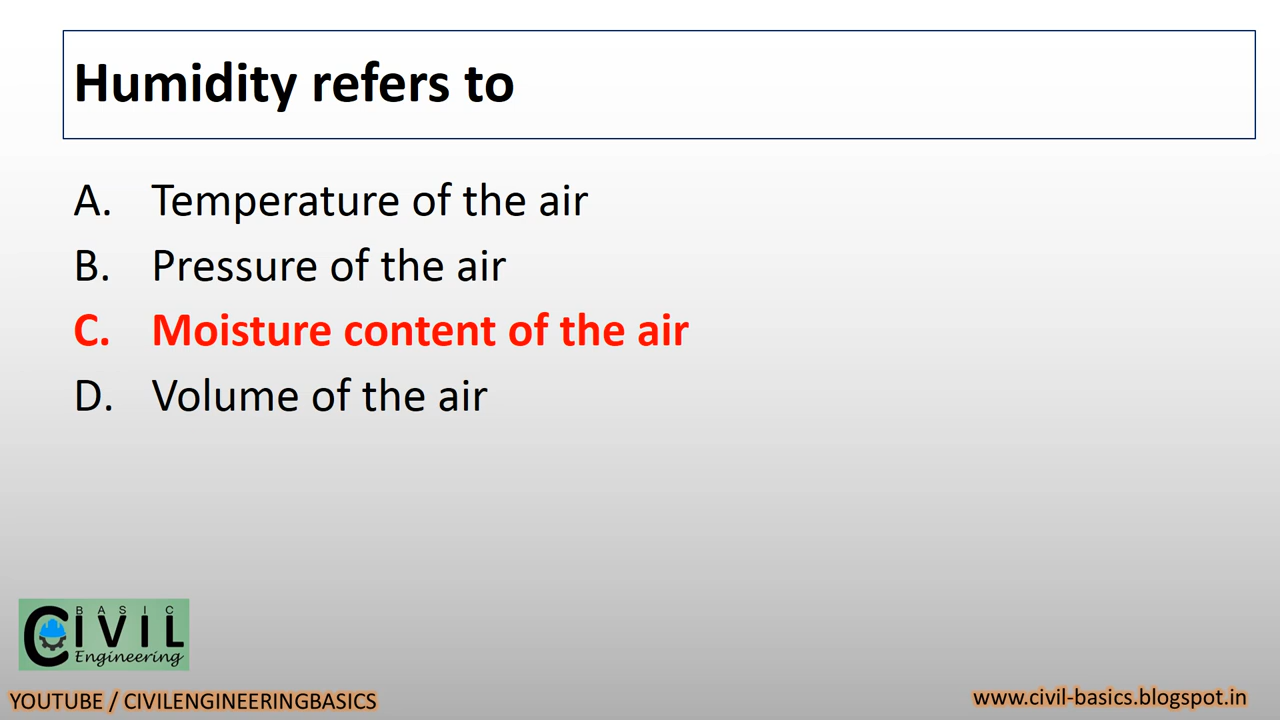 Humidity refers to
A. Temperature of the air
B. Pressure of the air
C. Moisture content of the air
D. Volume of the air
BASIC
CIVIL
Engineering
YOUTUBE / CIVILENGINEERINGBASICS
www.civil-basics.blogspot.in